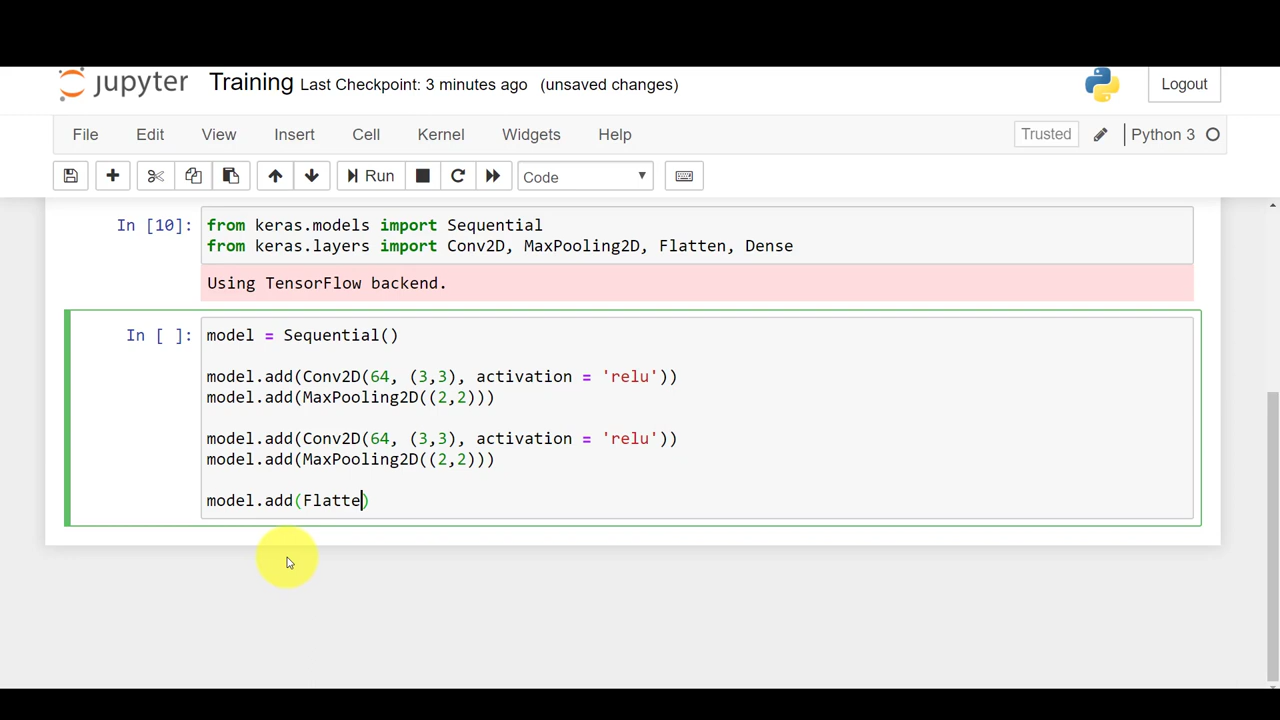 jupyter Training Last Checkpoint: 3 minutes ago (unsaved changes) Logout
File Edit View Insert Cell Kernel Widgets Help Trusted Python 3
Run Code
In [10]: from keras.models import Sequential
from keras.layers import Conv2D, MaxPooling2D, Flatten, Dense
Using TensorFlow backend.
In [ ]: model = Sequential()
model.add(Conv2D(64, (3,3), activation = 'relu'))
model.add(MaxPooling2D((2,2)))
model.add(Conv2D(64, (3,3), activation = 'relu'))
model.add(MaxPooling2D((2,2)))
model.add(Flatte)